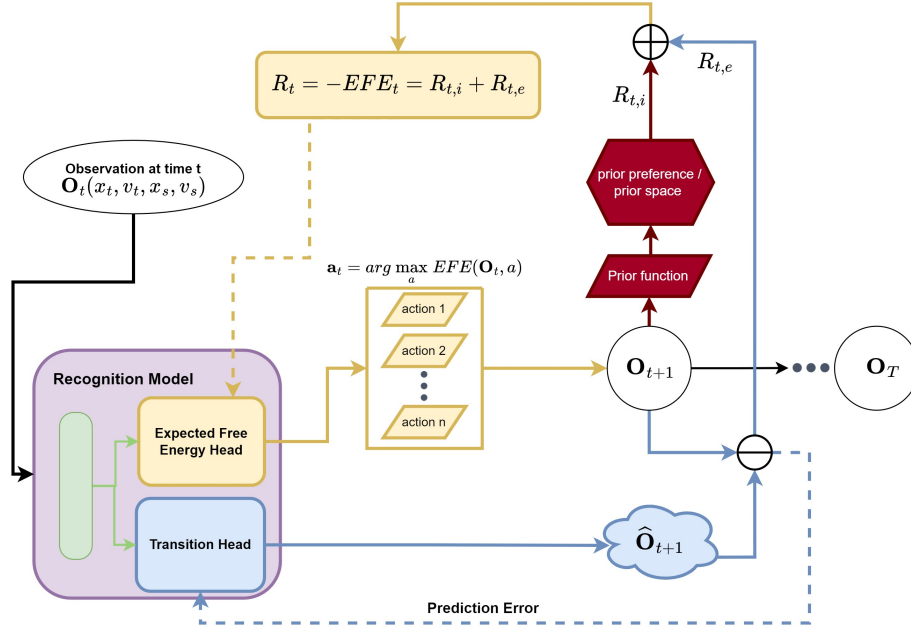 R_{t,e}
R_t = -EFE_t = R_{t,i} + R_{t,e}
R_{t,i}
Observation at time t
O_t(x_t, v_t, x_s, v_s)
prior preference /
prior space
a_t = arg max_a EFE(O_t, a)
Prior function
action 1
action 2
action n
O_{t+1}
O_T
Recognition Model
Expected Free
Energy Head
Transition Head
Ô_{t+1}
Prediction Error